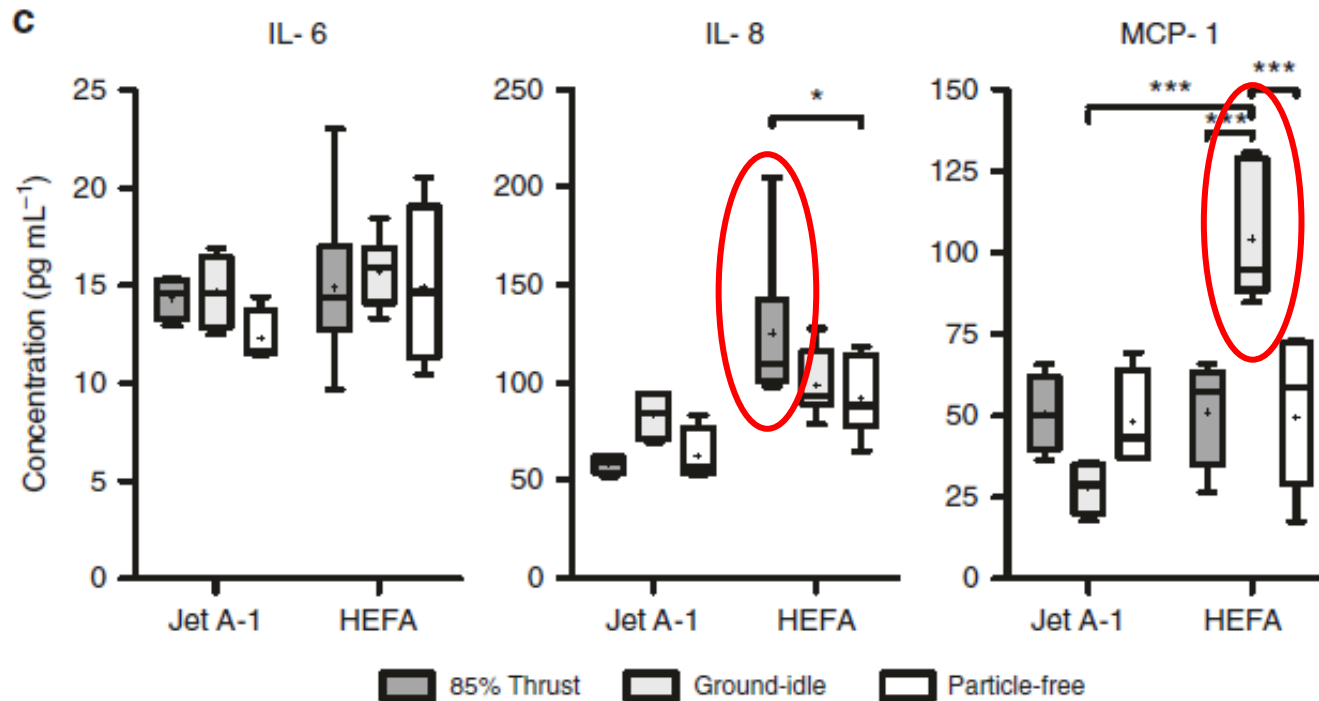 c
IL- 6
IL- 8
MCP- 1
Concentration (pg mL⁻¹)
25
20
15
10
5
0
Jet A-1
HEFA
250
200
150
100
50
0
*
Jet A-1
HEFA
150
125
100
75
50
25
0
***
***
***
Jet A-1
HEFA
85% Thrust
Ground-idle
Particle-free